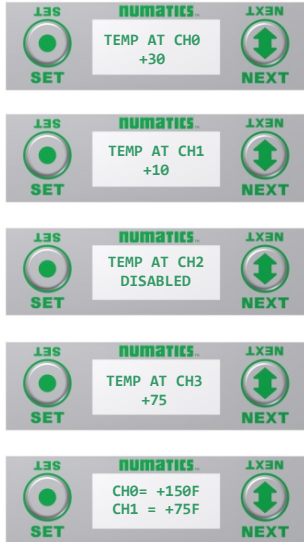 SET numatics NEXT
TEMP AT CH0
+30
SET NEXT
SET numatics NEXT
TEMP AT CH1
+10
SET NEXT
SET numatics NEXT
TEMP AT CH2
DISABLED
SET NEXT
SET numatics NEXT
TEMP AT CH3
+75
SET NEXT
SET numatics NEXT
CH0= +150F
CH1 = +75F
SET NEXT